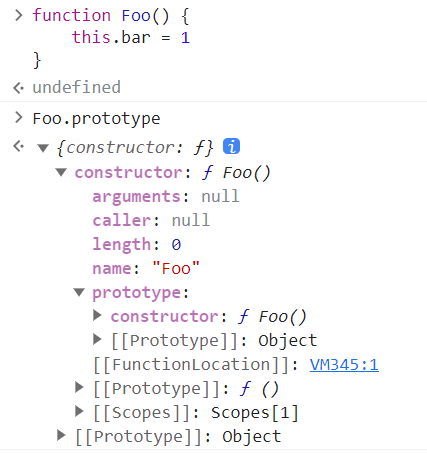 function Foo() {
this.bar = 1
}
undefined
Foo.prototype
{constructor: ƒ} i
constructor: ƒ Foo()
arguments: null
caller: null
length: 0
name: "Foo"
prototype:
constructor: ƒ Foo()
[[Prototype]]: Object
[[FunctionLocation]]: VM345:1
[[Prototype]]: ƒ ()
[[Scopes]]: Scopes[1]
[[Prototype]]: Object